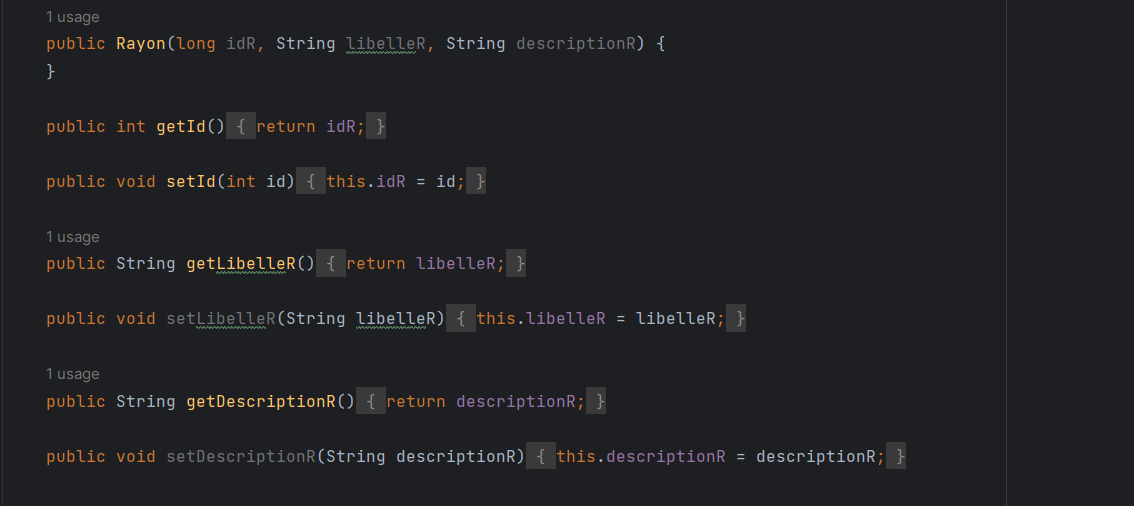 1 usage
public Rayon(long idR, String libelleR, String descriptionR) {
}
public int getId() { return idR; }
public void setId(int id) { this.idR = id; }
1 usage
public String getLibelleR() { return libelleR; }
public void setLibelleR(String libelleR) { this.libelleR = libelleR; }
1 usage
public String getDescriptionR() { return descriptionR; }
public void setDescriptionR(String descriptionR) { this.descriptionR = descriptionR; }